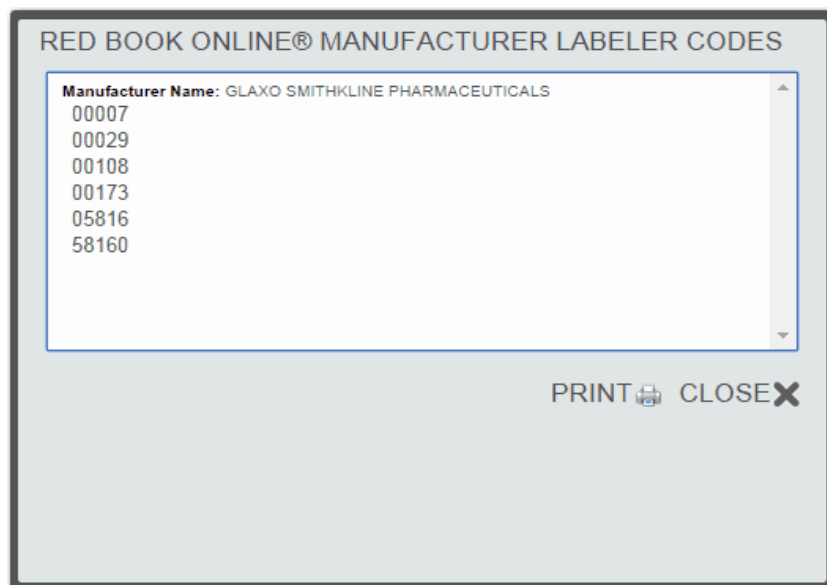 RED BOOK ONLINE® MANUFACTURER LABELER CODES
Manufacturer Name: GLAXO SMITHKLINE PHARMACEUTICALS
00007
00029
00108
00173
05816
58160
PRINT CLOSE